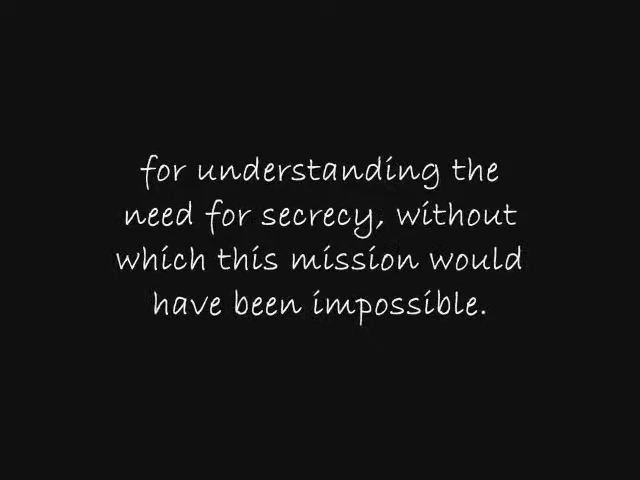 for understanding the
need for secrecy, without
which this mission would
have been impossible.